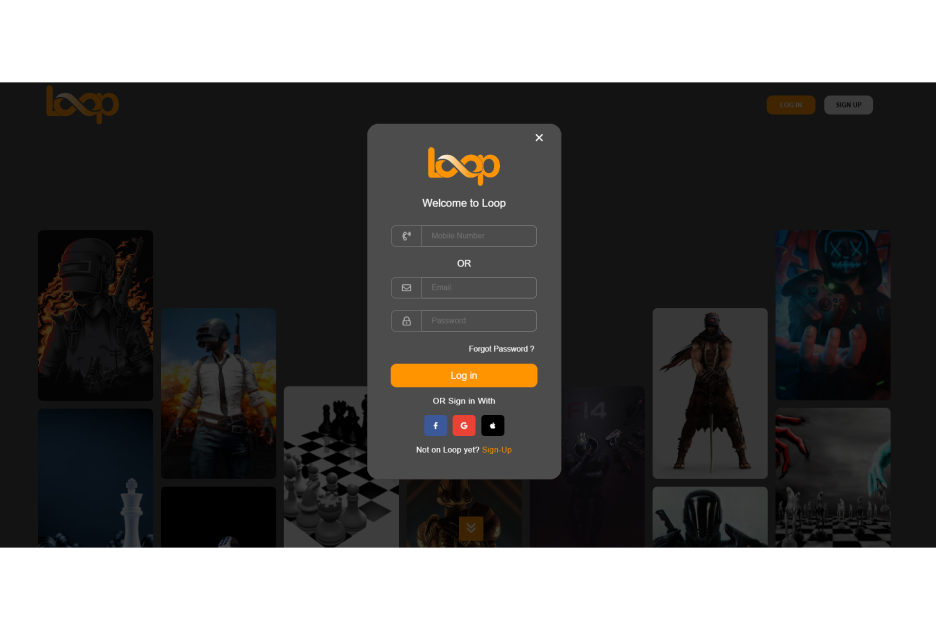 Loop
LOG IN
SIGN UP
Loop
Welcome to Loop
Mobile Number
OR
Email
Password
Forgot Password ?
Log in
OR Sign in With
f
G
Not on Loop yet? Sign-Up
FI4